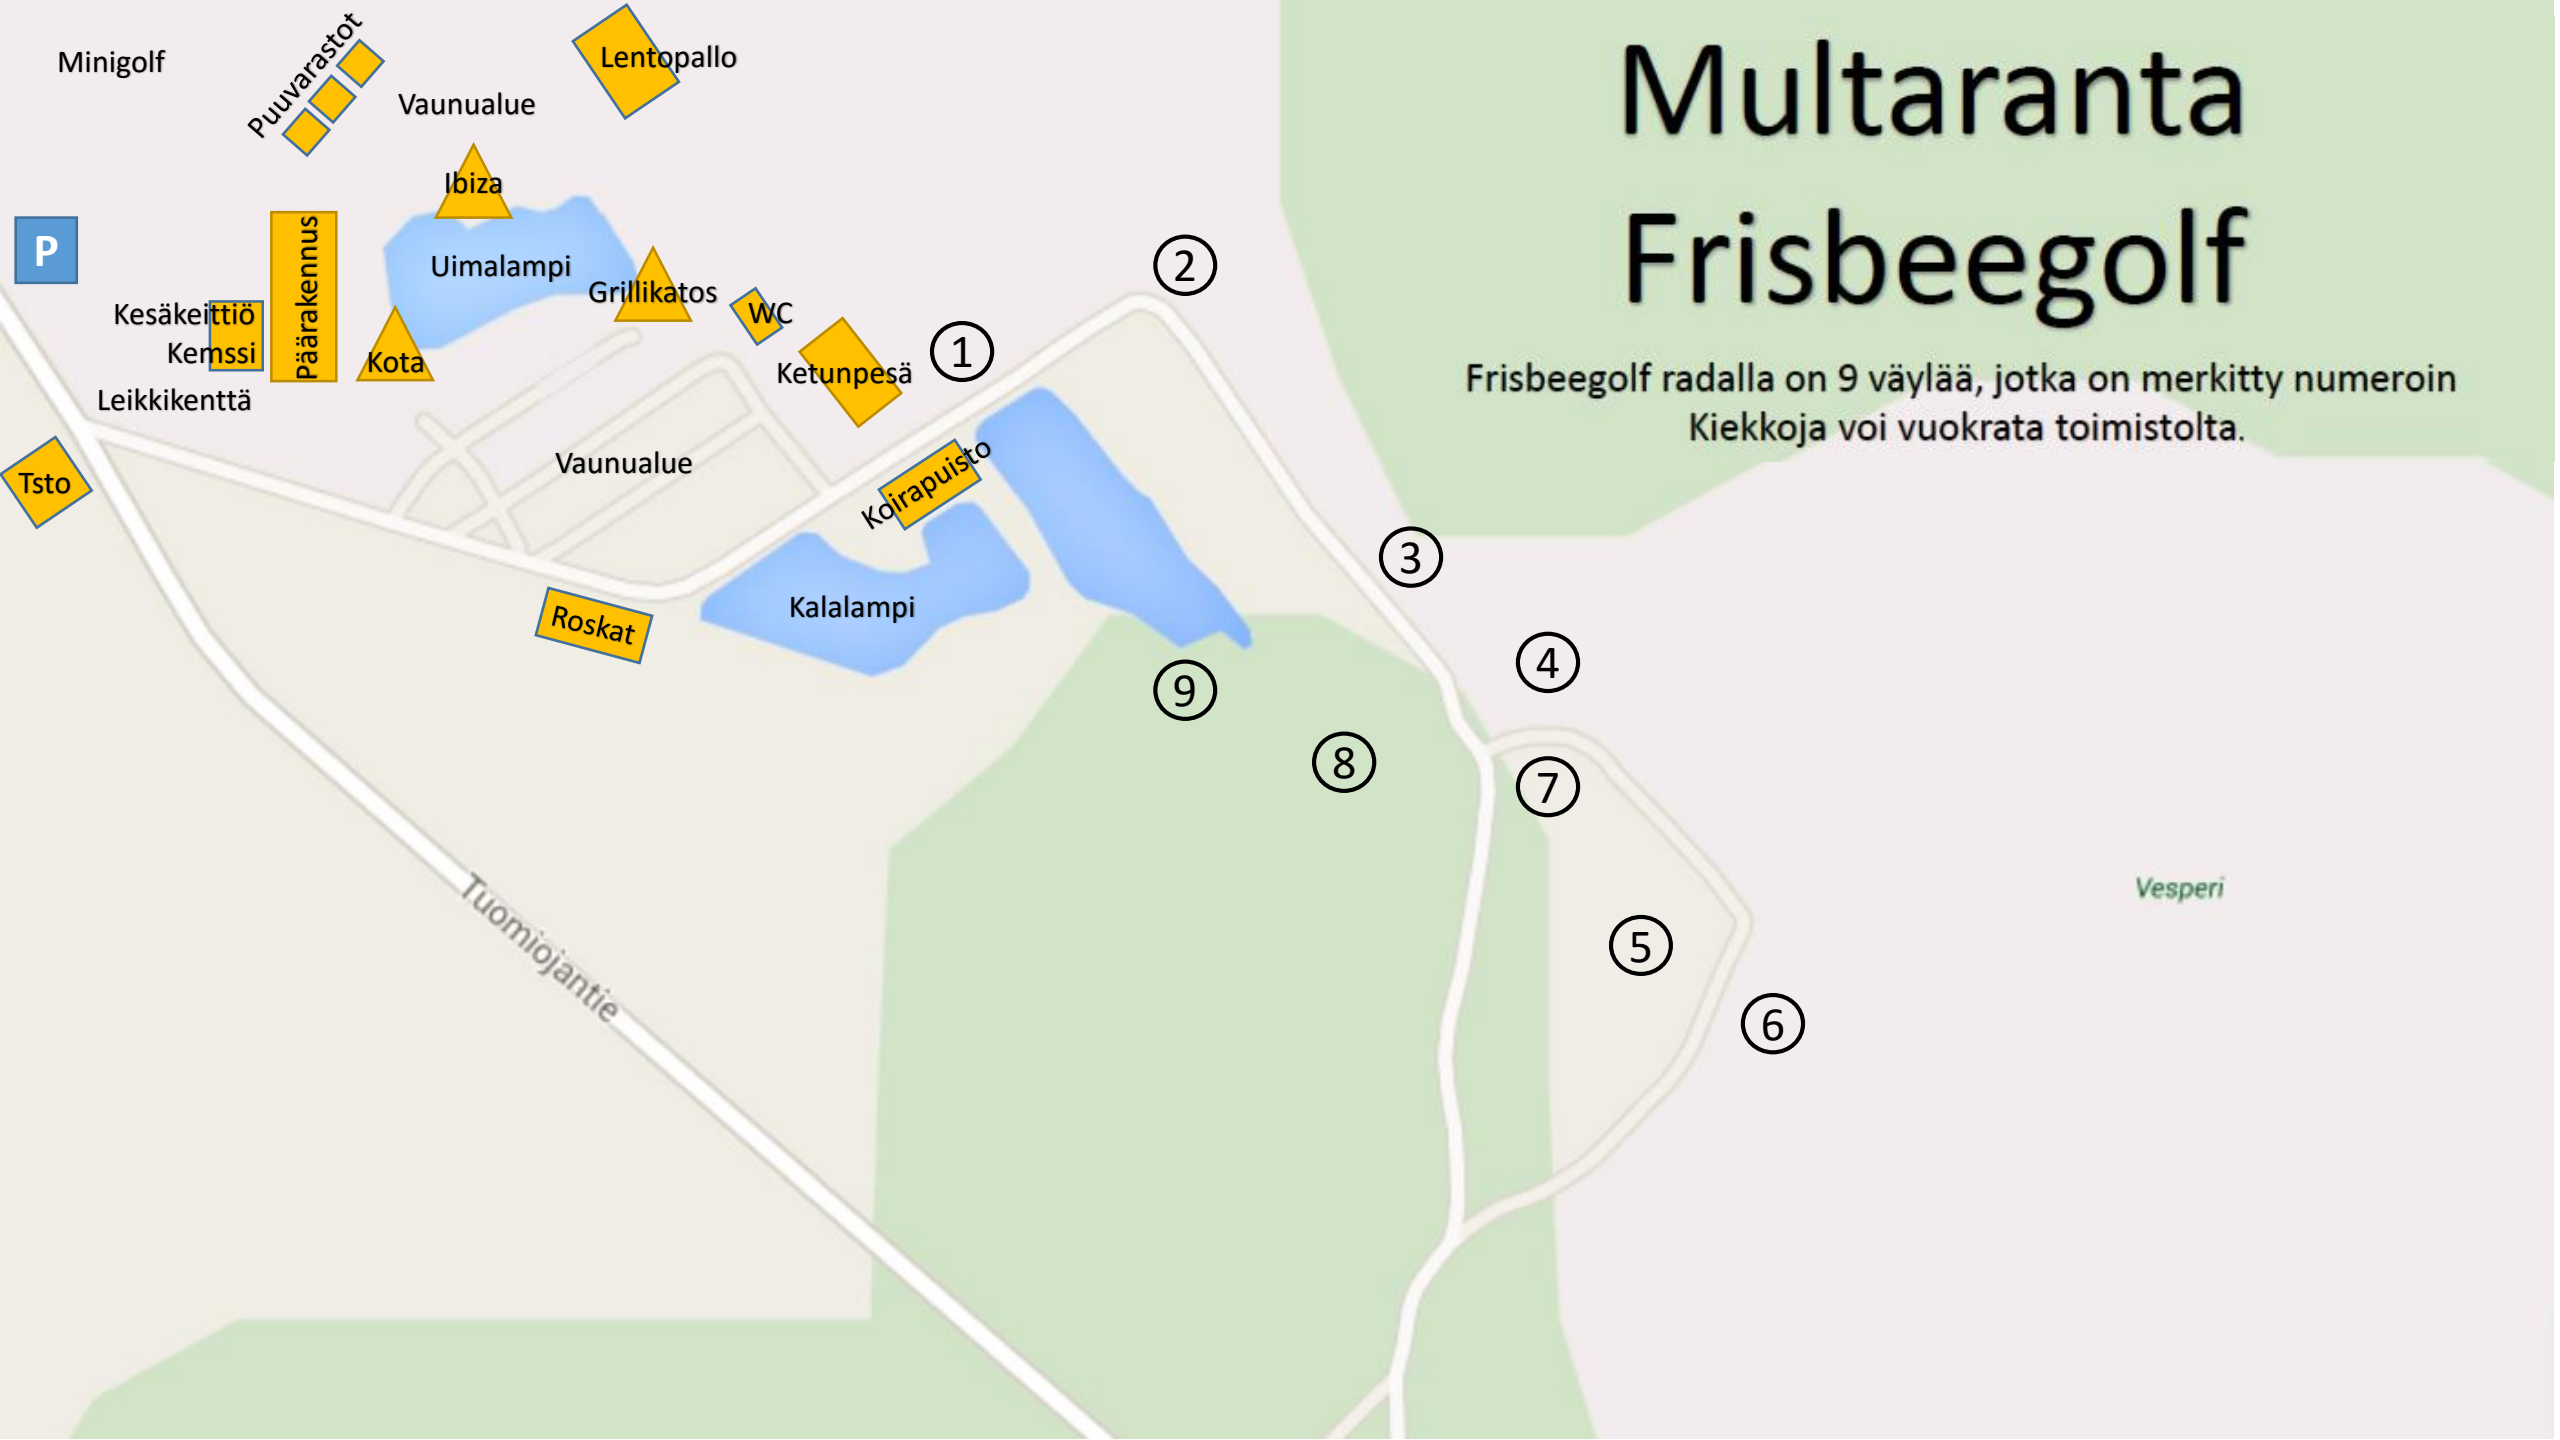 Multaranta
Frisbeegolf
Frisbeegolf radalla on 9 väylää, jotka on merkitty numeroin
Kiekkoja voi vuokrata toimistolta.
Minigolf
Puuvarastot
Vaunualue
Lentopallo
Ibiza
P
Päärakennus
Uimalampi
Grillikatos
WC
Kesäkeittiö
Kemssi
Kota
Ketunpesä
Leikkikenttä
Tsto
Vaunualue
Koirapuisto
Roskat
Kalalampi
1
2
3
4
9
8
7
5
6
Vesperi
Tuomiojantie